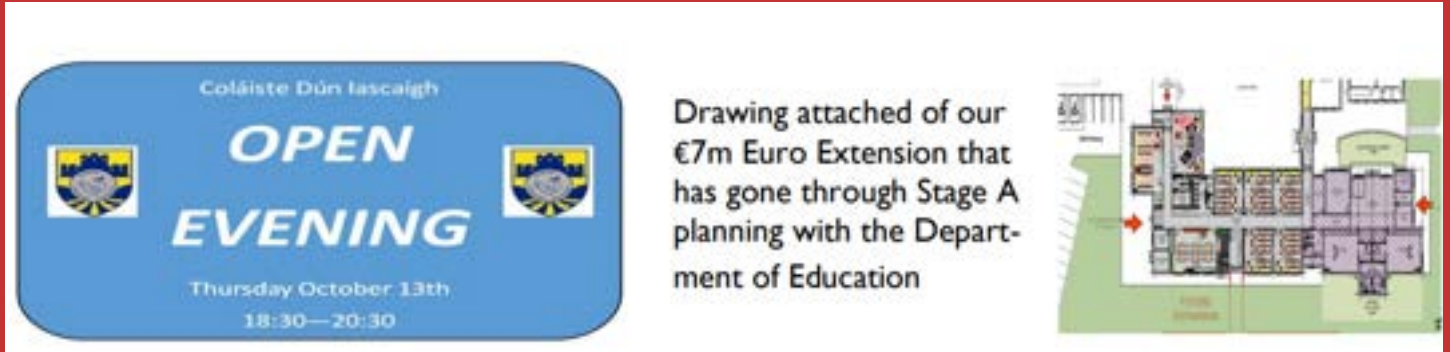 Coláiste Dún Iascaigh
OPEN
EVENING
Thursday October 13th
18:30—20:30
Drawing attached of our
€7m Euro Extension that
has gone through Stage A
planning with the Depart-
ment of Education